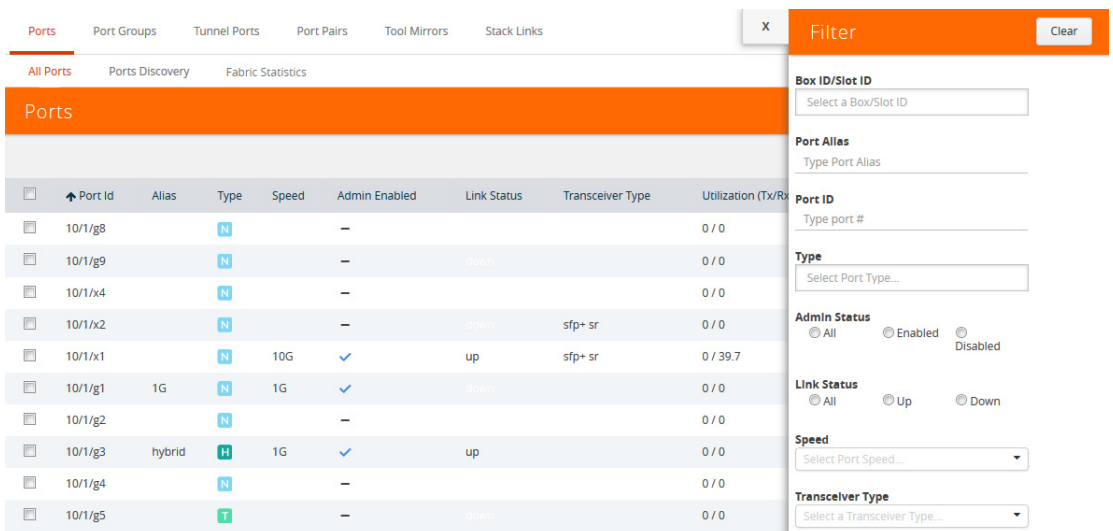 Ports Port Groups Tunnel Ports Port Pairs Tool Mirrors Stack Links X
Filter Clear
All Ports Ports Discovery Fabric Statistics
Ports
Port Id Alias Type Speed Admin Enabled Link Status Transceiver Type Utilization (Tx/Rx
10/1/g8 N – 0 / 0
10/1/g9 N – down 0 / 0
10/1/x4 N – 0 / 0
10/1/x2 N – down sfp+ sr 0 / 0
10/1/x1 N 10G ✓ up sfp+ sr 0 / 39.7
10/1/g1 1G N 1G ✓ down 0 / 0
10/1/g2 N – 0 / 0
10/1/g3 hybrid H 1G ✓ up 0 / 0
10/1/g4 N – 0 / 0
10/1/g5 T – down 0 / 0
Box ID/Slot ID
Select a Box/Slot ID
Port Alias
Type Port Alias
Port ID
Type port #
Type
Select Port Type...
Admin Status
All Enabled
Disabled
Link Status
All Up Down
Speed
Select Port Speed...
Transceiver Type
Select a Transceiver Type...